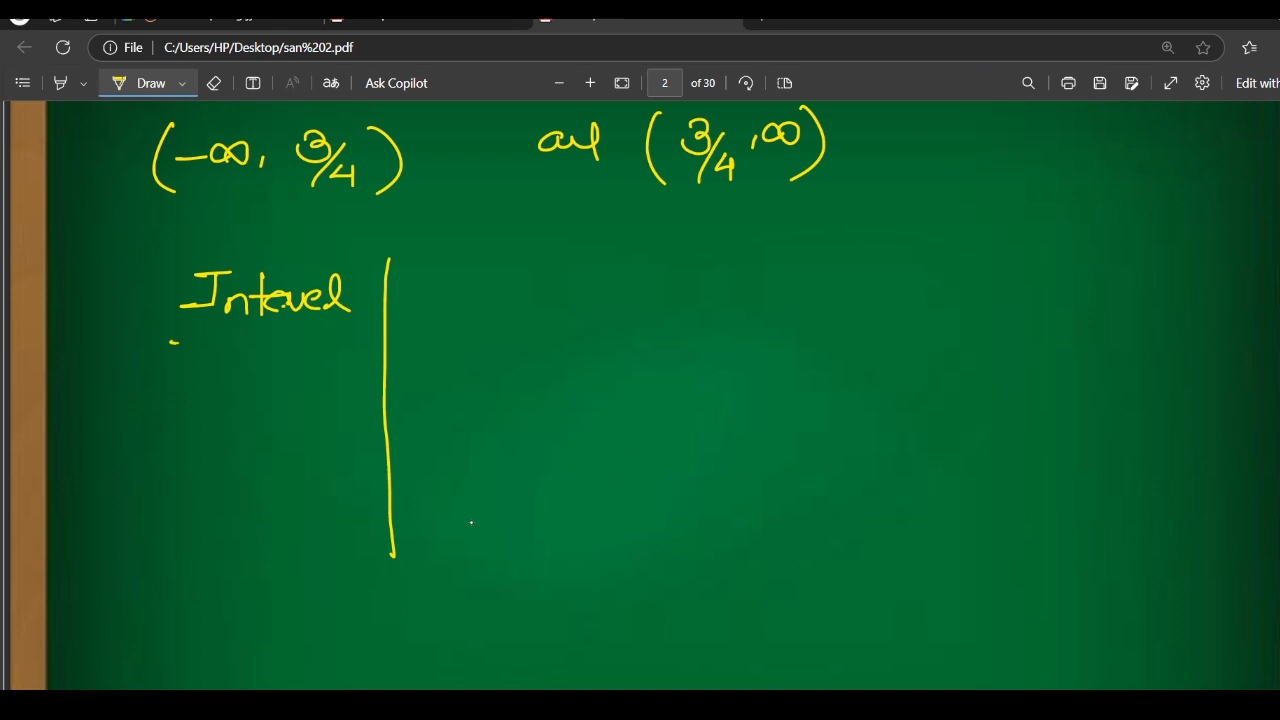 File C:/Users/HP/Desktop/san%202.pdf
Draw Ask Copilot 2 of 30 Edit with
(-∞, 3/4) and (3/4, ∞)
Interval